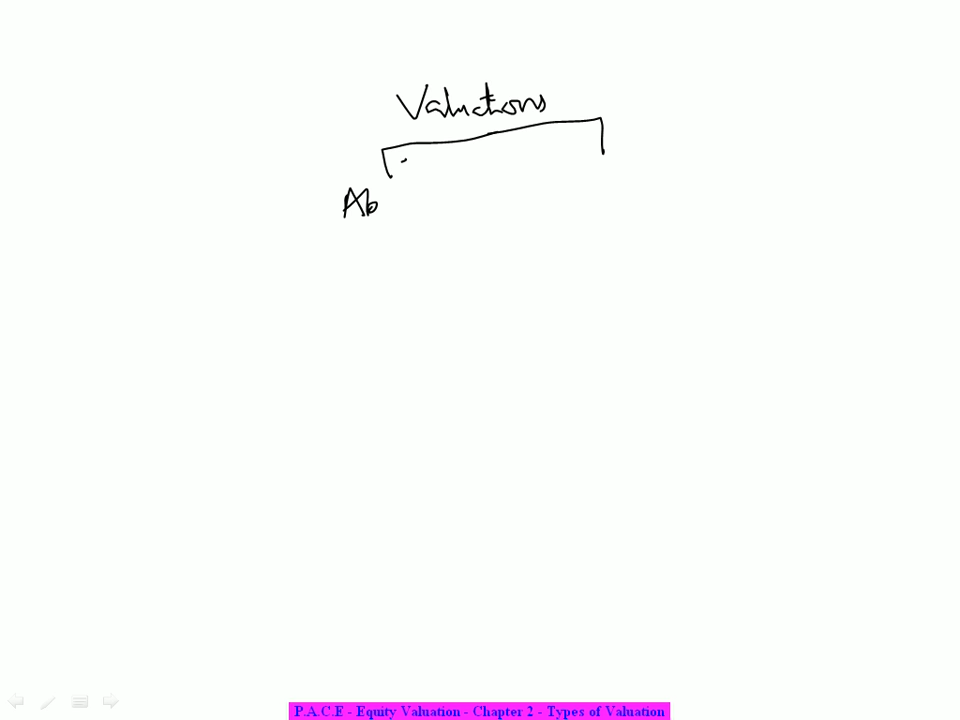 Valuations
Ab
P.A.C.E - Equity Valuation - Chapter 2 - Types of Valuation